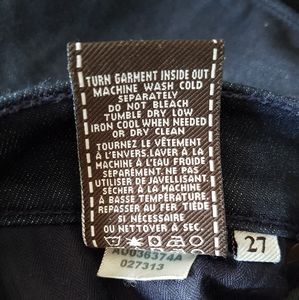 TURN GARMENT INSIDE OUT
MACHINE WASH COLD
SEPARATELY
DO NOT BLEACH
TUMBLE DRY LOW
IRON COOL WHEN NEEDED
OR DRY CLEAN
TOURNEZ LE VÊTEMENT
À L'ENVERS.LAVER À LA
MACHINE À L'EAU FROIDE
SÉPARÉMENT. NE PAS
UTILISER DE JAVELLISANT.
SÉCHER À LA MACHINE
À BASSE TEMPÉRATURE.
REPASSER AU FER TIÈDE
SI NÉCESSAIRE
OU NETTOYER À SEC.
27
AU036374A
027313